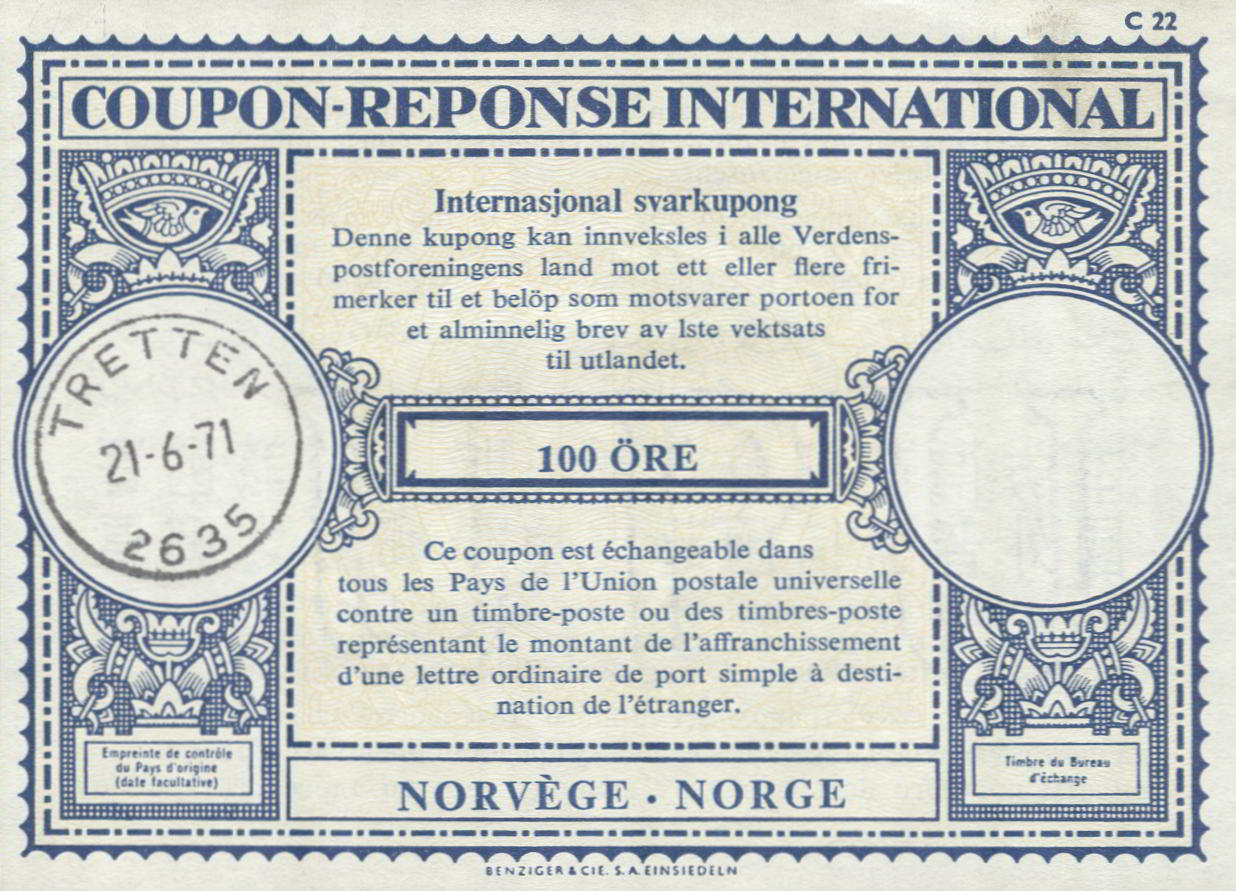 C 22
COUPON-REPONSE INTERNATIONAL
Internasjonal svarkupong
Denne kupong kan innveksles i alle Verdens-
postforeningens land mot ett eller flere fri-
merker til et belöp som motsvarer portoen for
et alminnelig brev av 1ste vektsats
til utlandet.
TRETTEN
21-6-71
2635
100 ÖRE
Ce coupon est échangeable dans
tous les Pays de l'Union postale universelle
contre un timbre-poste ou des timbres-poste
représentant le montant de l'affranchissement
d'une lettre ordinaire de port simple à desti-
nation de l'étranger.
Empreinte de contrôle
du Pays d'origine
(date facultative)
Timbre du Bureau
d'échange
NORVÈGE · NORGE
BENZIGER & CIE. S. A. EINSIEDELN